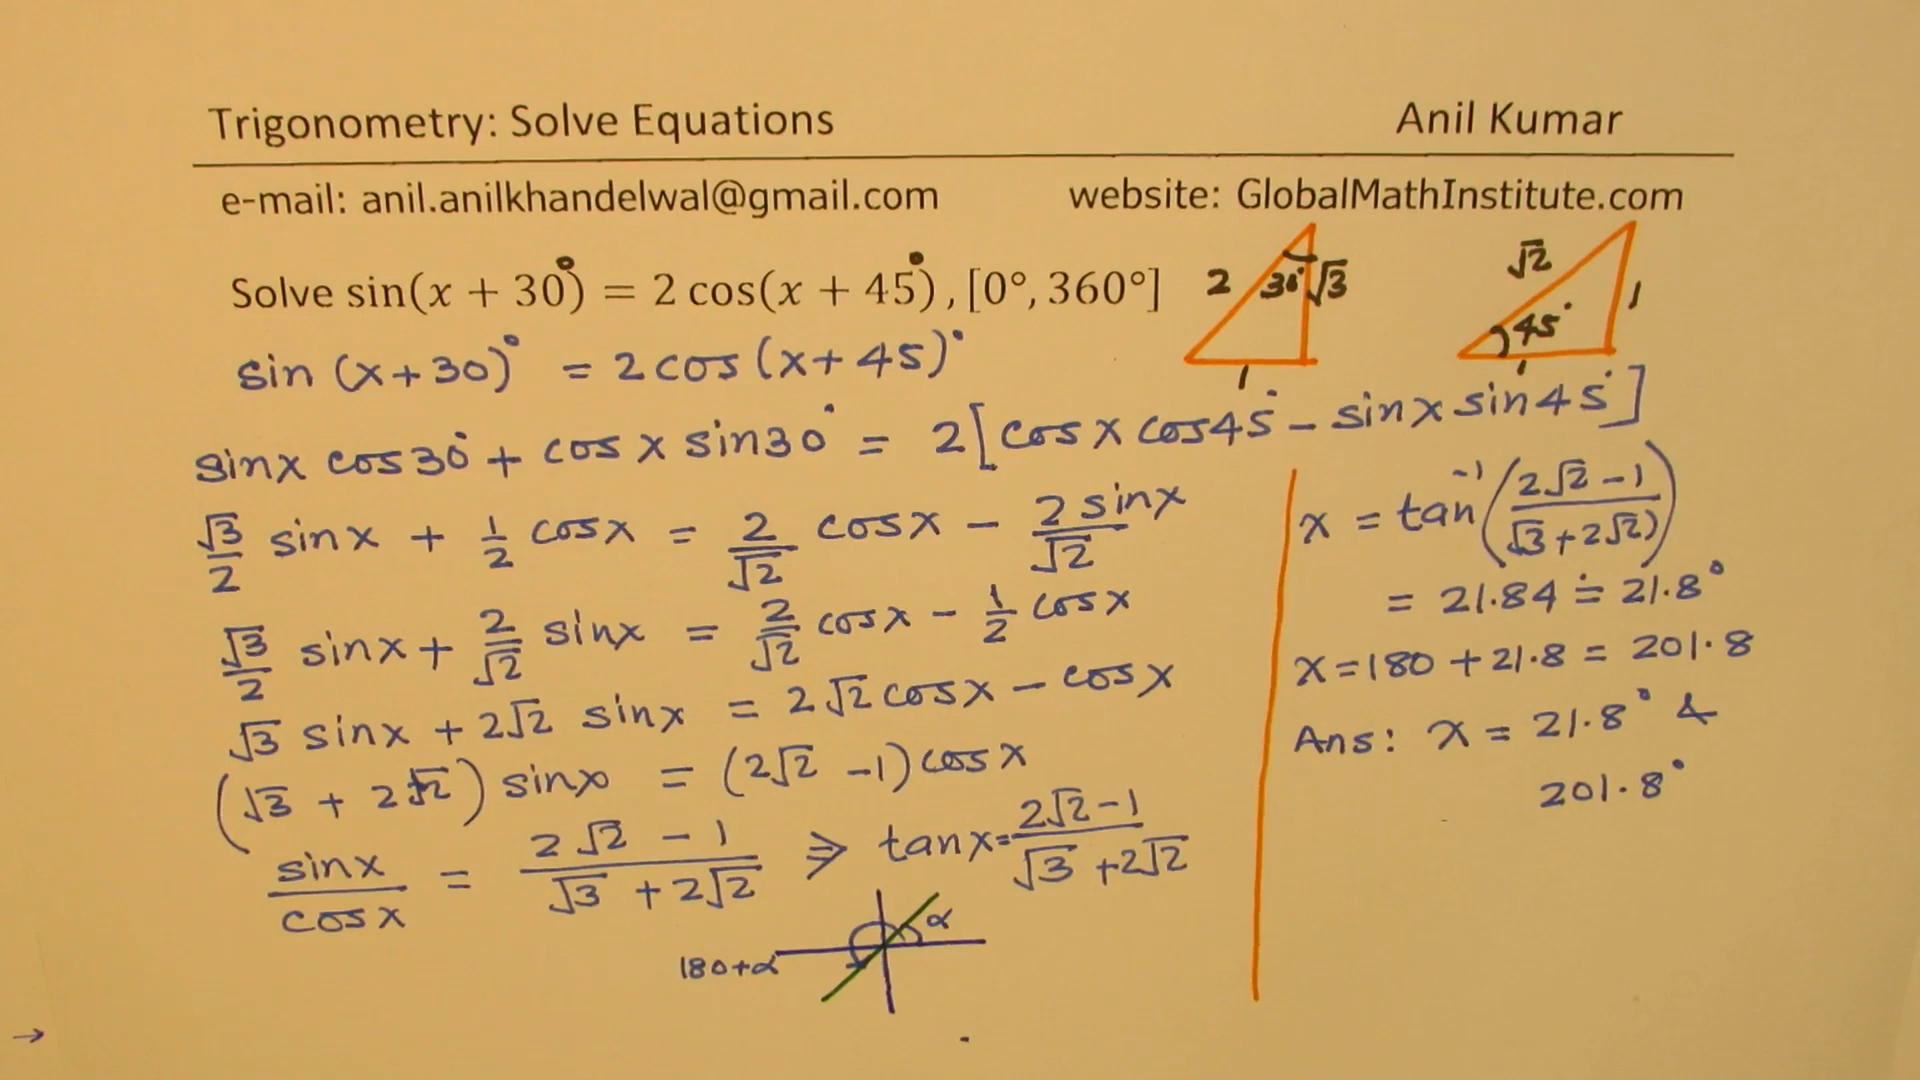 Trigonometry: Solve Equations Anil Kumar
e-mail: anil.anilkhandelwal@gmail.com website: GlobalMathInstitute.com
Solve sin(x + 30°) = 2 cos(x + 45°), [0°, 360°]
2 30° √3 1
√2 45° 1 1
sin (x+30)° = 2cos(x+45)°
sinx cos30° + cos x sin30° = 2[cosx cos45° - sinx sin45°]
√3/2 sinx + 1/2 cosx = 2/√2 cosx - 2sinx/√2
√3/2 sinx + 2/√2 sinx = 2/√2 cosx - 1/2 cosx
√3 sinx + 2√2 sinx = 2√2 cosx - cosx
(√3 + 2√2) sinx = (2√2 -1) cosx
sinx/cosx = 2√2 - 1/√3 + 2√2 ⇒ tanx = 2√2-1/√3 +2√2
α
180+α
x = tan⁻¹(2√2 -1/√3+2√2)
= 21.84 ≐ 21.8°
x = 180 + 21.8 = 201.8
Ans: x = 21.8° &
201.8°
→